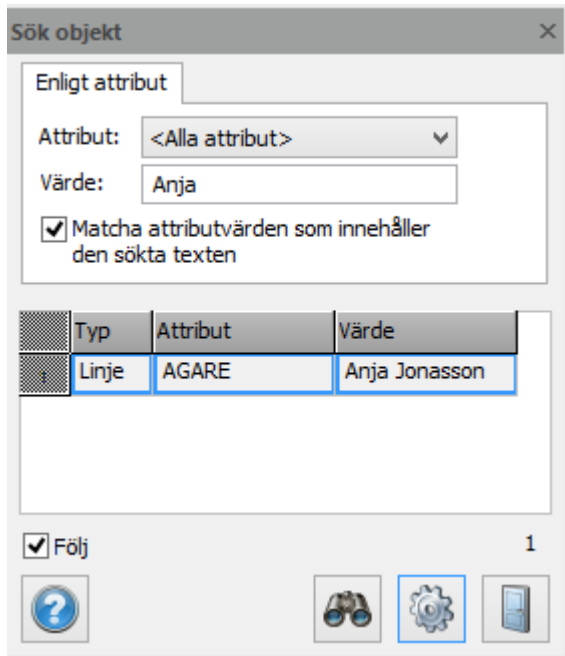 Sök objekt
Enligt attribut
Attribut: <Alla attribut>
Värde: Anja
Matcha attributvärden som innehåller
den sökta texten
Typ Attribut Värde
Linje AGARE Anja Jonasson
Följ 1